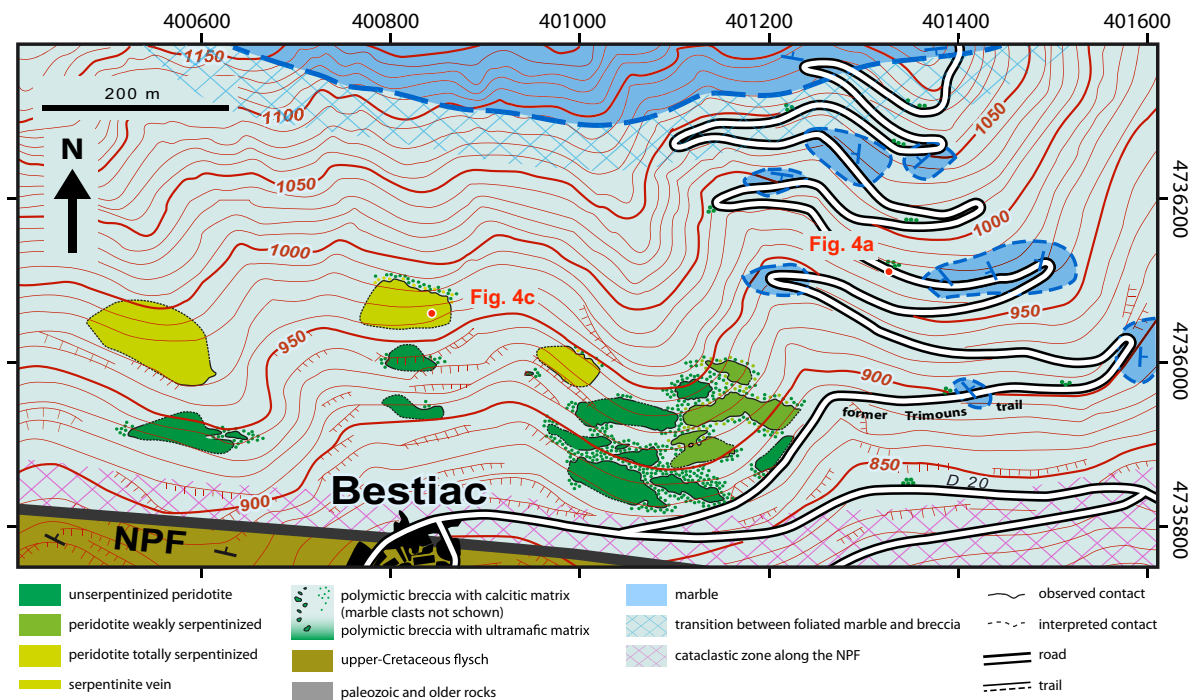 400600 400800 401000 401200 401400 401600
1150
200 m
1100
1050
N
1050
4736200
1000
Fig. 4a
1000
Fig. 4c
950
950
4736000
900
former Trimouns trail
850
D 20
Bestiac
900
4735800
NPF
unserpentinized peridotite
peridotite weakly serpentinized
peridotite totally serpentinized
serpentinite vein
polymictic breccia with calcitic matrix
(marble clasts not schown)
polymictic breccia with ultramafic matrix
upper-Cretaceous flysch
paleozoic and older rocks
marble
transition between foliated marble and breccia
cataclastic zone along the NPF
observed contact
interpreted contact
road
trail